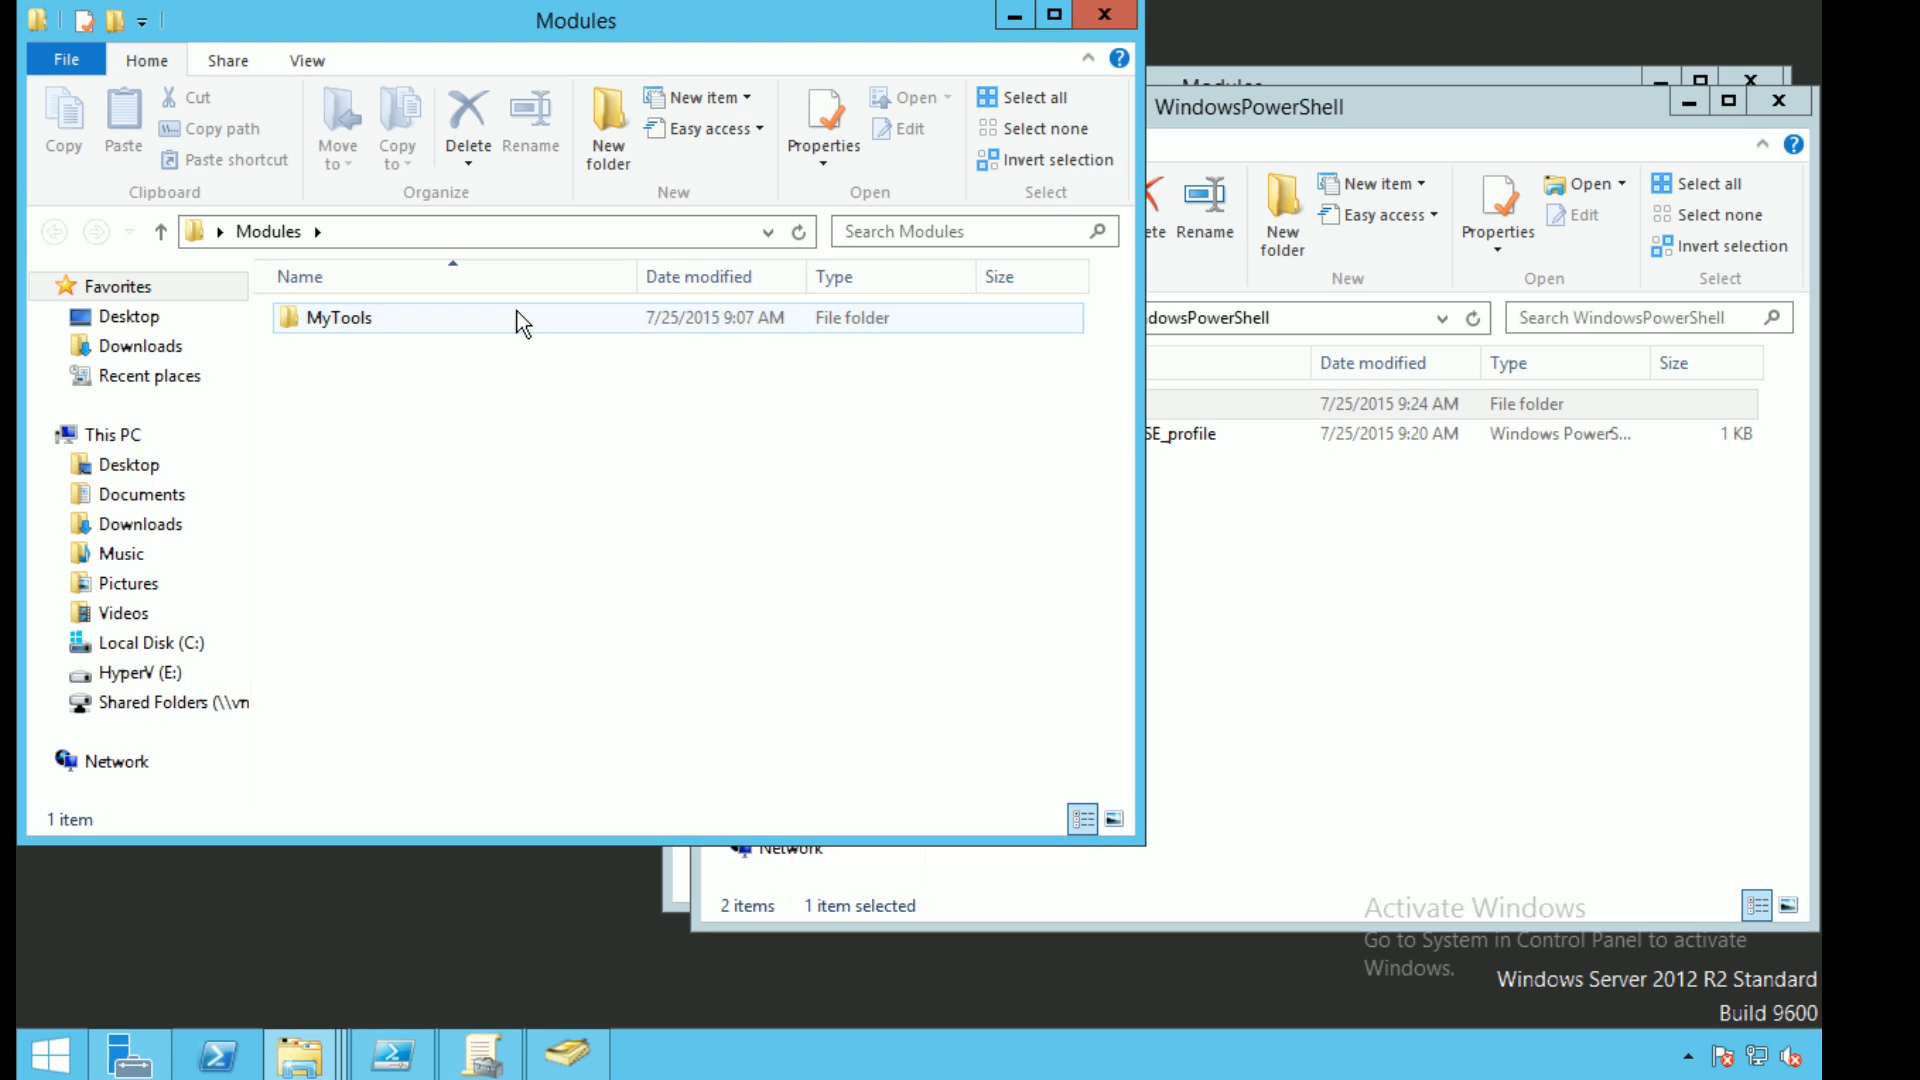 Modules
File
Home
Share
View
Copy
Paste
Cut
Copy path
Paste shortcut
Clipboard
Move to
Copy to
Delete
Rename
Organize
New folder
New item
Easy access
New
Properties
Open
Edit
Open
Select all
Select none
Invert selection
Select
Modules
Search Modules
Name
Date modified
Type
Size
MyTools
7/25/2015 9:07 AM
File folder
Favorites
Desktop
Downloads
Recent places
This PC
Desktop
Documents
Downloads
Music
Pictures
Videos
Local Disk (C:)
HyperV (E:)
Shared Folders (\\vn
Network
1 item
Modules
WindowsPowerShell
te
Rename
New folder
New item
Easy access
New
Properties
Open
Edit
Open
Select all
Select none
Invert selection
Select
dowsPowerShell
Search WindowsPowerShell
Date modified
Type
Size
7/25/2015 9:24 AM
File folder
SE_profile
7/25/2015 9:20 AM
Windows PowerS...
1 KB
Network
2 items
1 item selected
Activate Windows
Go to System in Control Panel to activate
Windows.
Windows Server 2012 R2 Standard
Build 9600